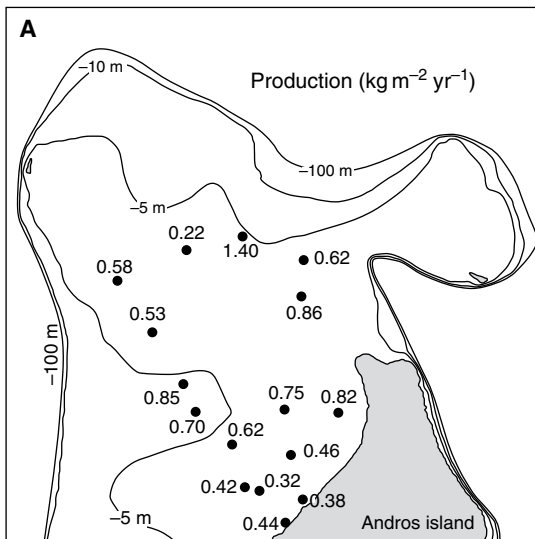 A
–10 m
Production (kg m⁻² yr⁻¹)
–100 m
–5 m
0.22
1.40
0.62
0.58
0.86
0.53
–100 m
0.85
0.75
0.82
0.70
0.62
0.46
0.42
0.32
0.38
0.44
–5 m
Andros island